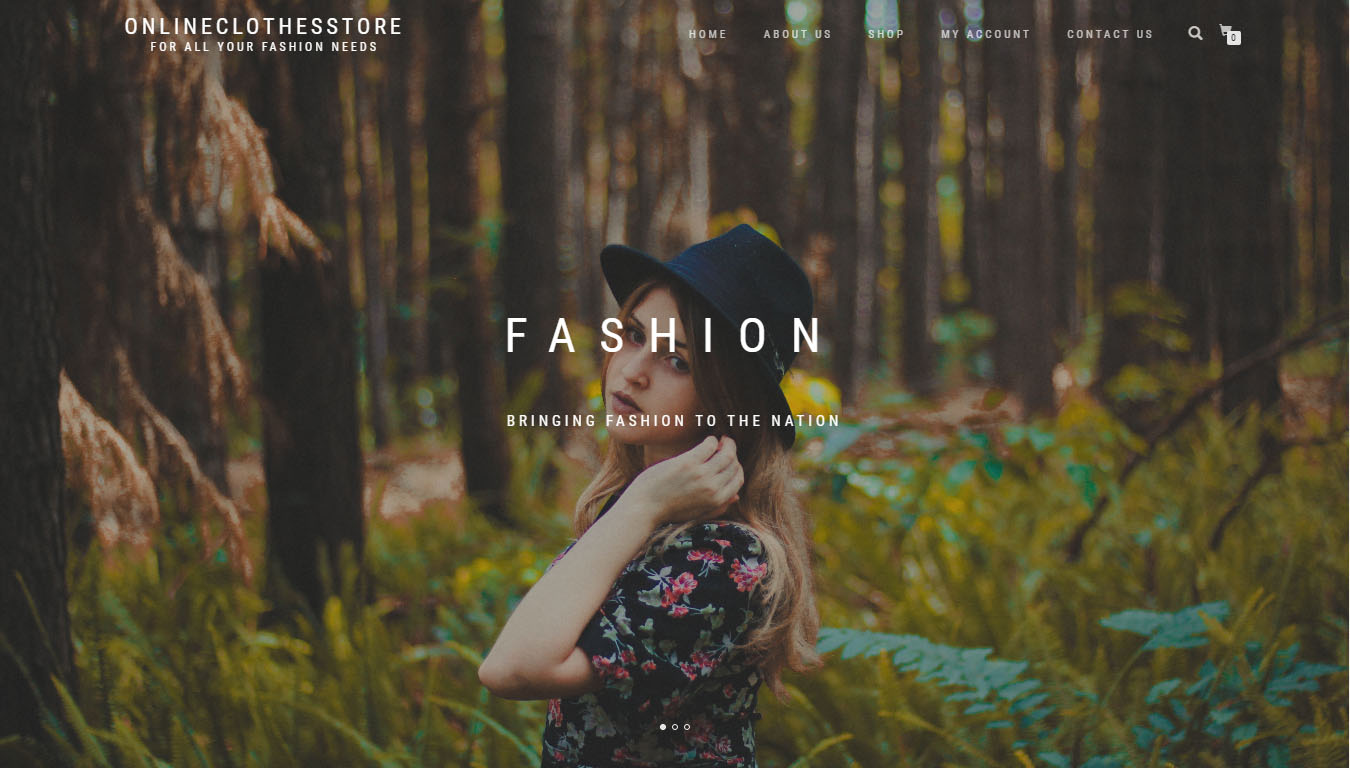 ONLINECLOTHESSTORE
FOR ALL YOUR FASHION NEEDS
HOME ABOUT US SHOP MY ACCOUNT CONTACT US 0
FASHION
BRINGING FASHION TO THE NATION